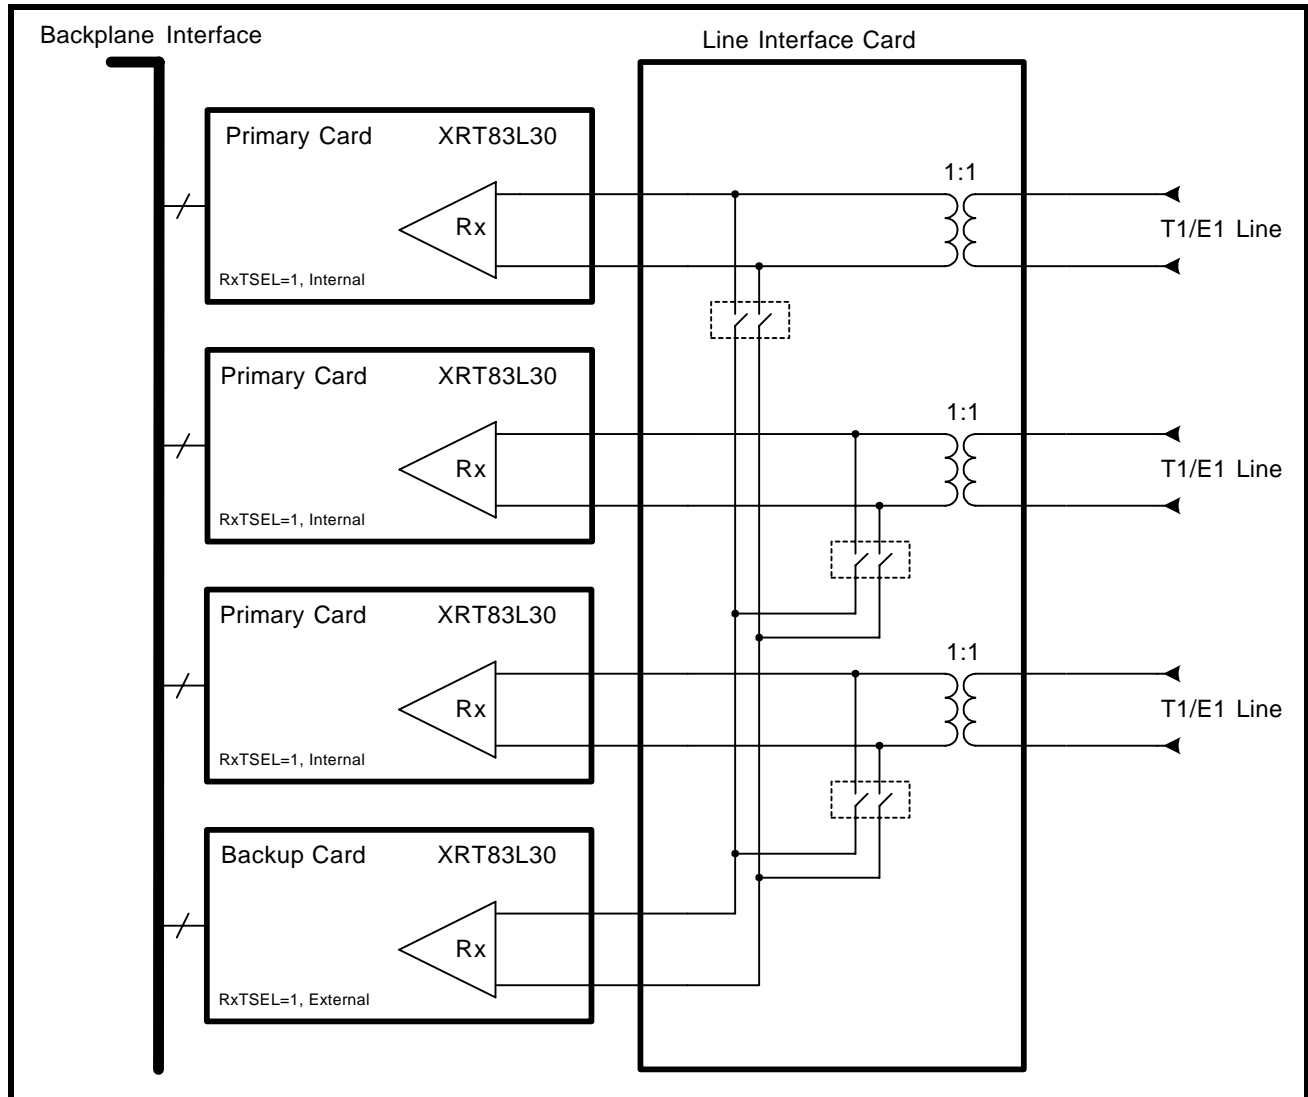 Backplane Interface
Line Interface Card
Primary Card XRT83L30
1:1
Rx
T1/E1 Line
RxTSEL=1, Internal
Primary Card XRT83L30
1:1
Rx
T1/E1 Line
RxTSEL=1, Internal
Primary Card XRT83L30
1:1
Rx
T1/E1 Line
RxTSEL=1, Internal
Backup Card XRT83L30
Rx
RxTSEL=1, External